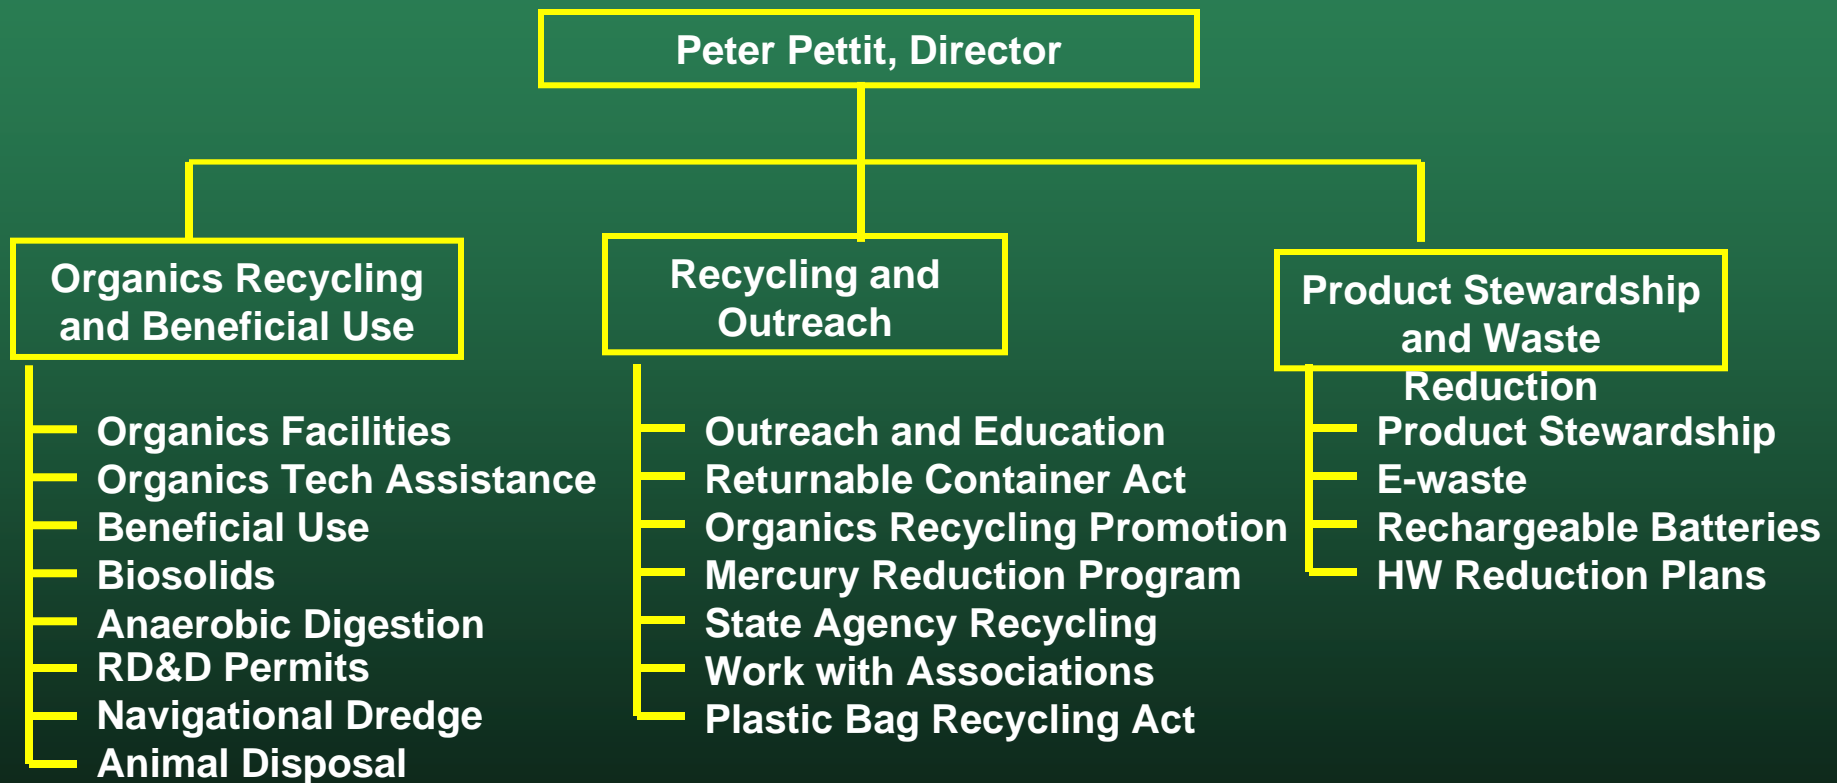 Peter Pettit, Director
Organics Recycling
and Beneficial Use
Organics Facilities
Organics Tech Assistance
Beneficial Use
Biosolids
Anaerobic Digestion
RD&D Permits
Navigational Dredge
Animal Disposal
Recycling and
Outreach
Outreach and Education
Returnable Container Act
Organics Recycling Promotion
Mercury Reduction Program
State Agency Recycling
Work with Associations
Plastic Bag Recycling Act
Product Stewardship
and Waste
Reduction
Product Stewardship
E-waste
Rechargeable Batteries
HW Reduction Plans